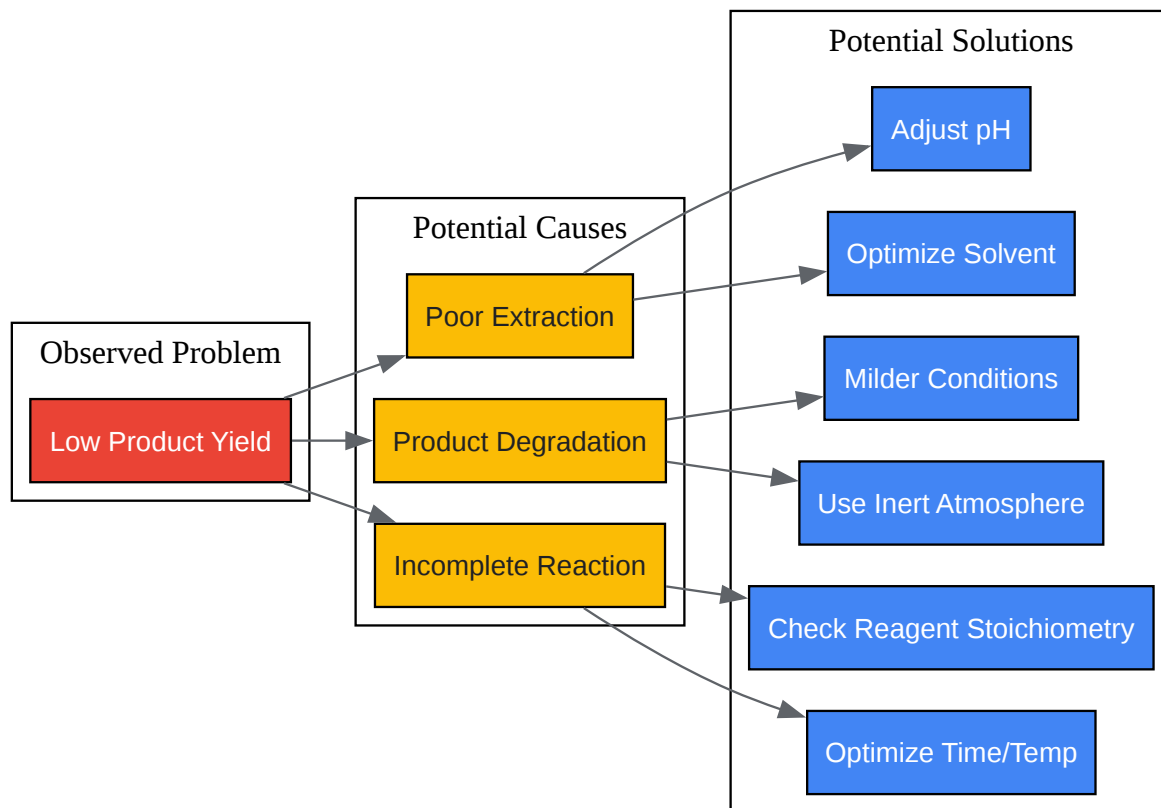 Observed Problem
Low Product Yield
Potential Causes
Poor Extraction
Product Degradation
Incomplete Reaction
Potential Solutions
Adjust pH
Optimize Solvent
Milder Conditions
Use Inert Atmosphere
Check Reagent Stoichiometry
Optimize Time/Temp